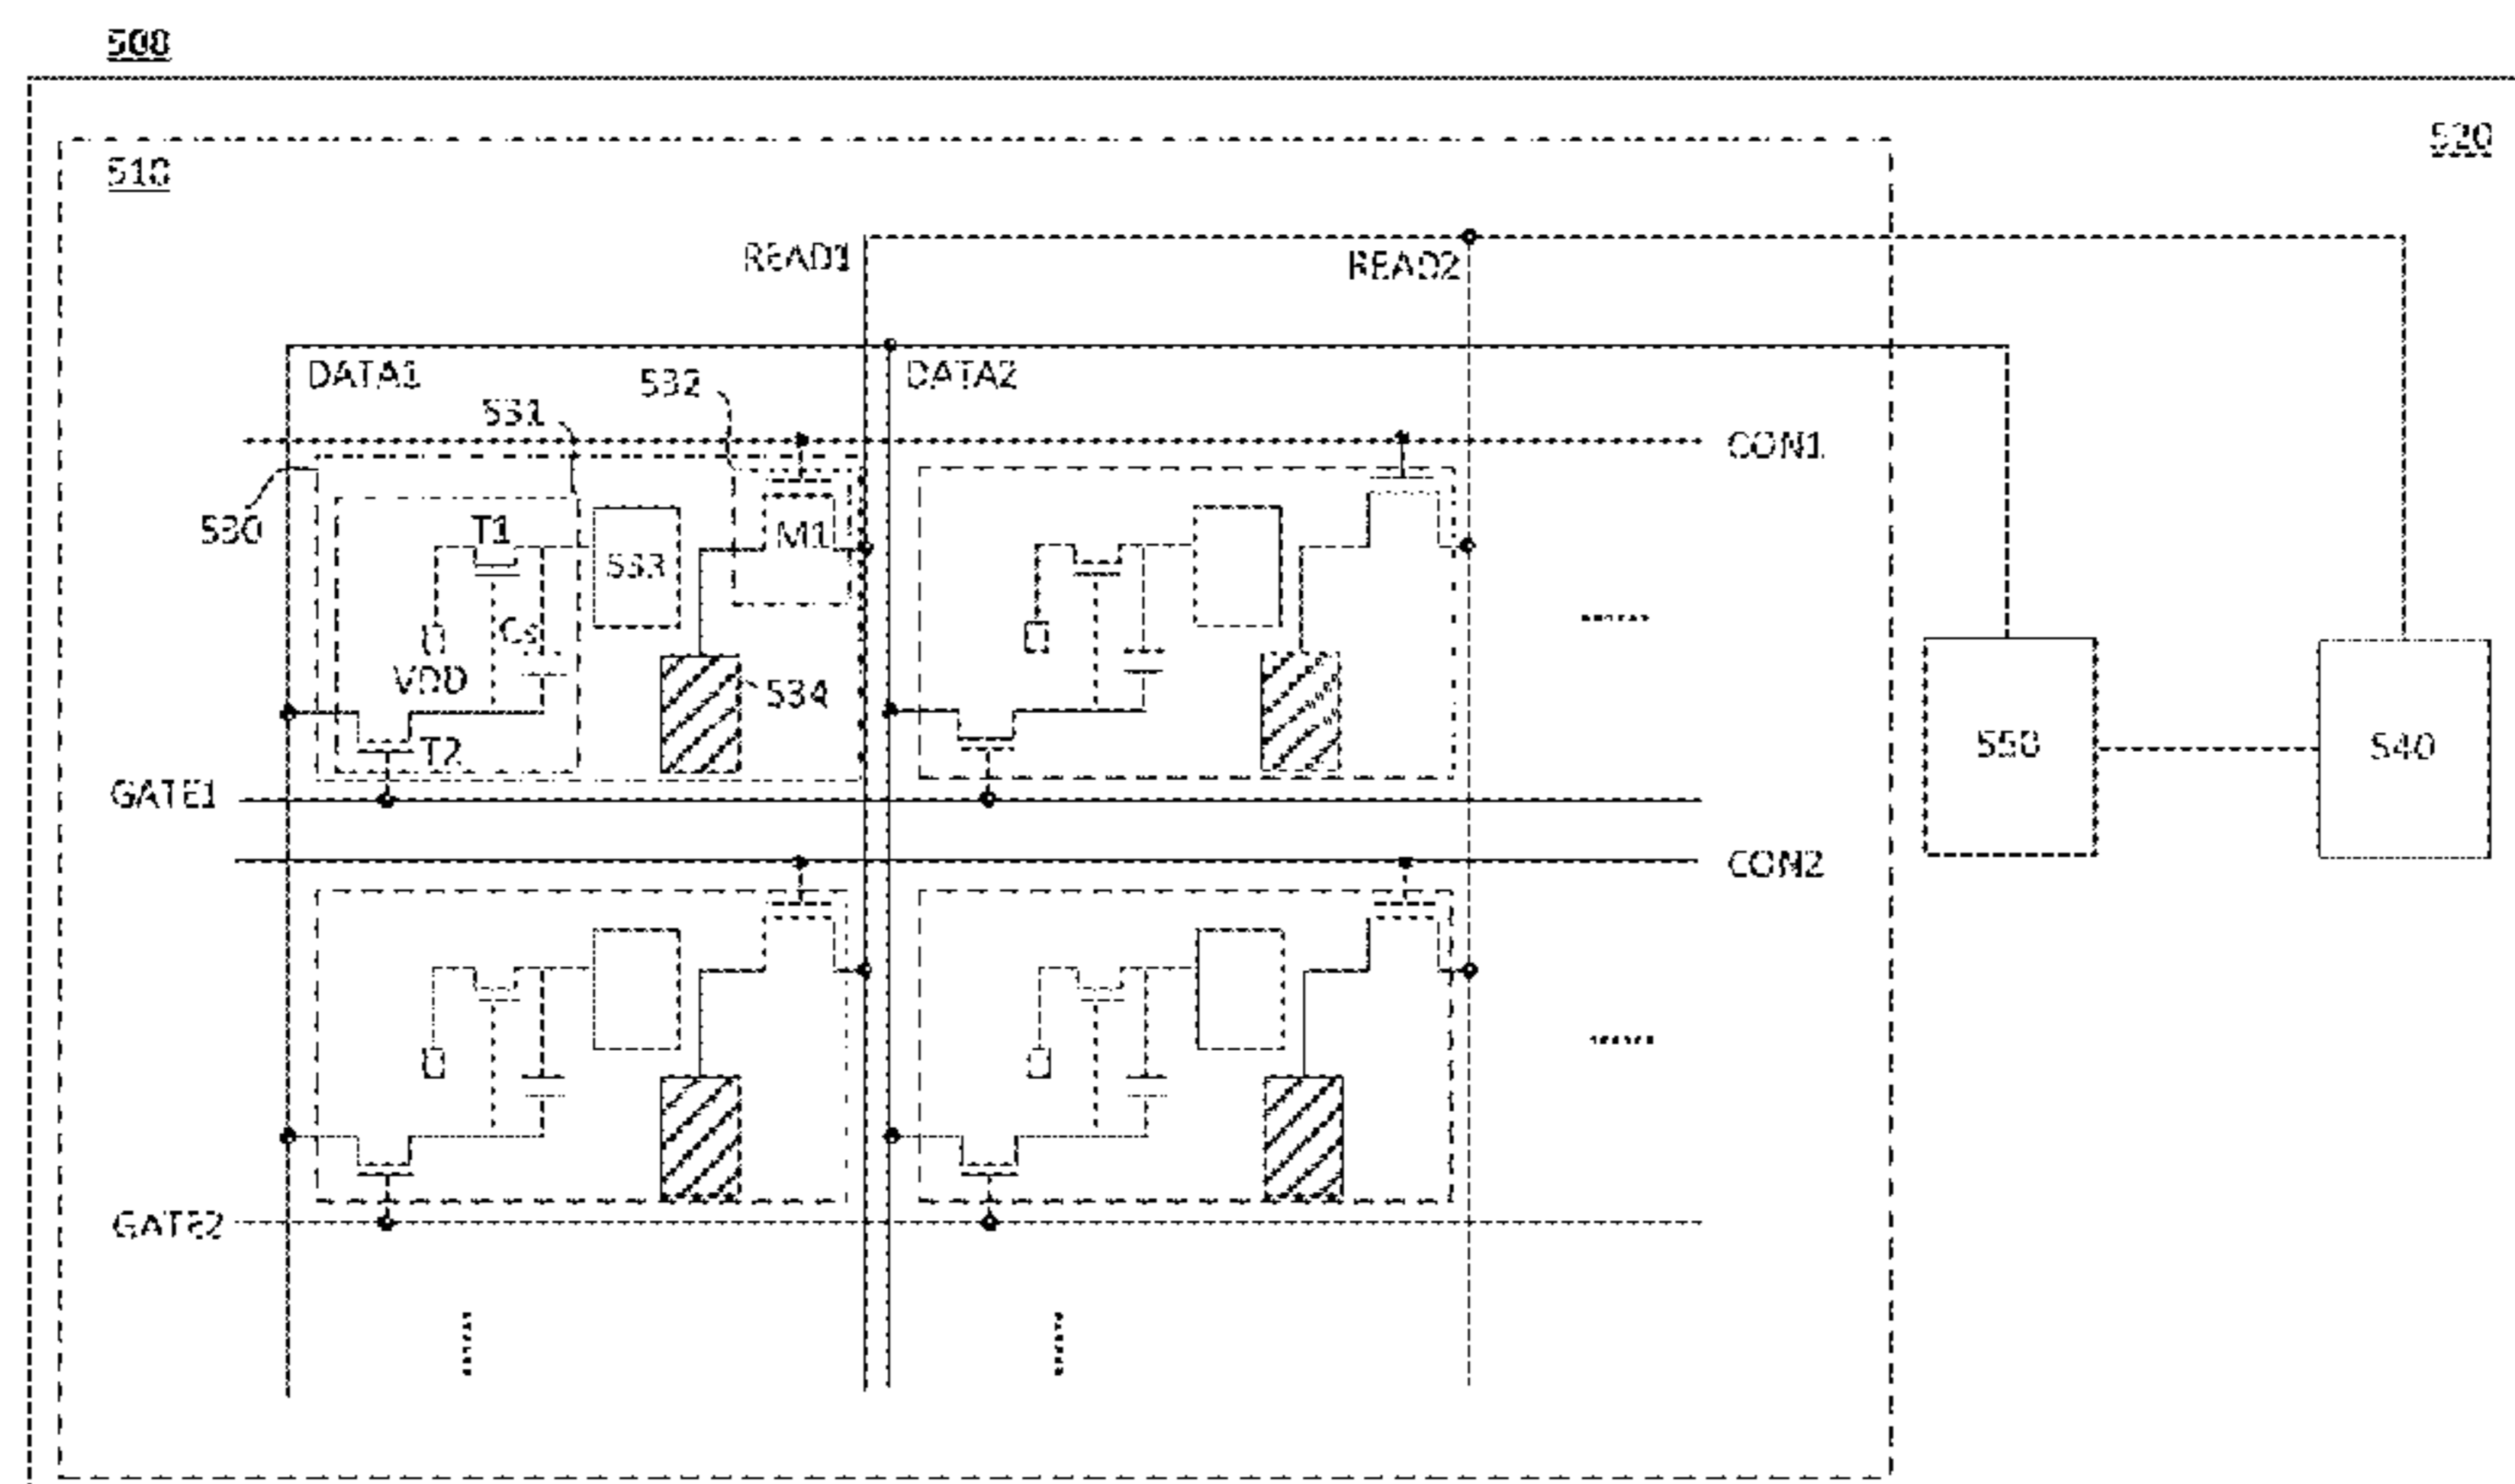 500
520
510
READ1
READ2
DATA1
532
DATA2
531
CON1
T1
M1
530
533
Cs
VDD
534
550
540
T2
GATE1
CON2
GATE2